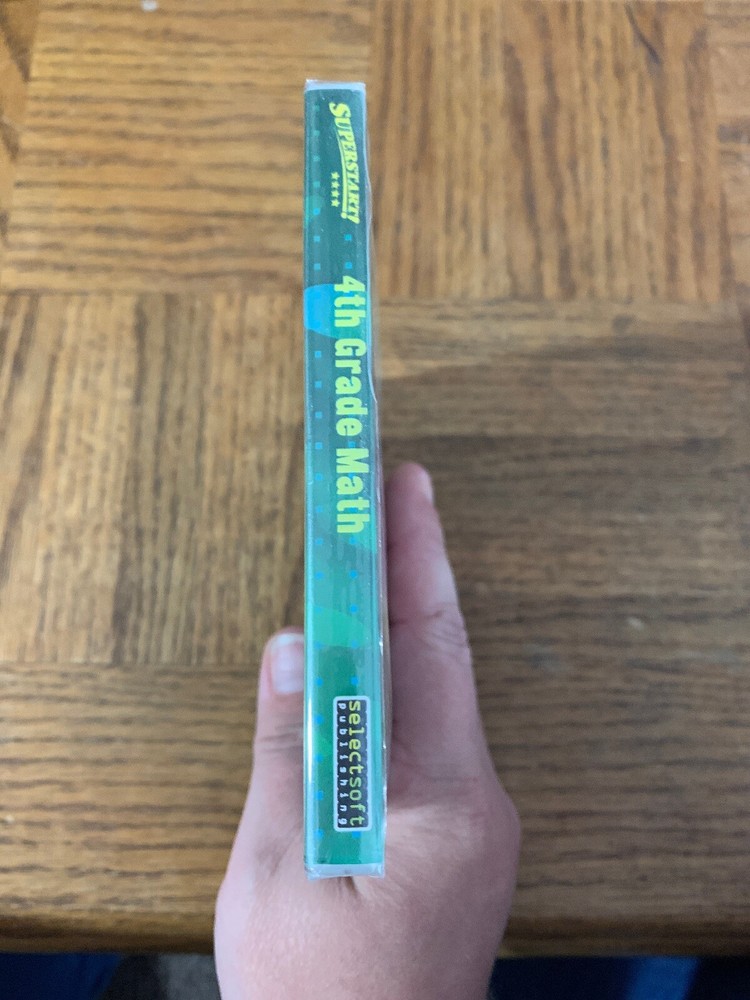 SUPERSTART!
4th Grade Math
selectsoft
publishing